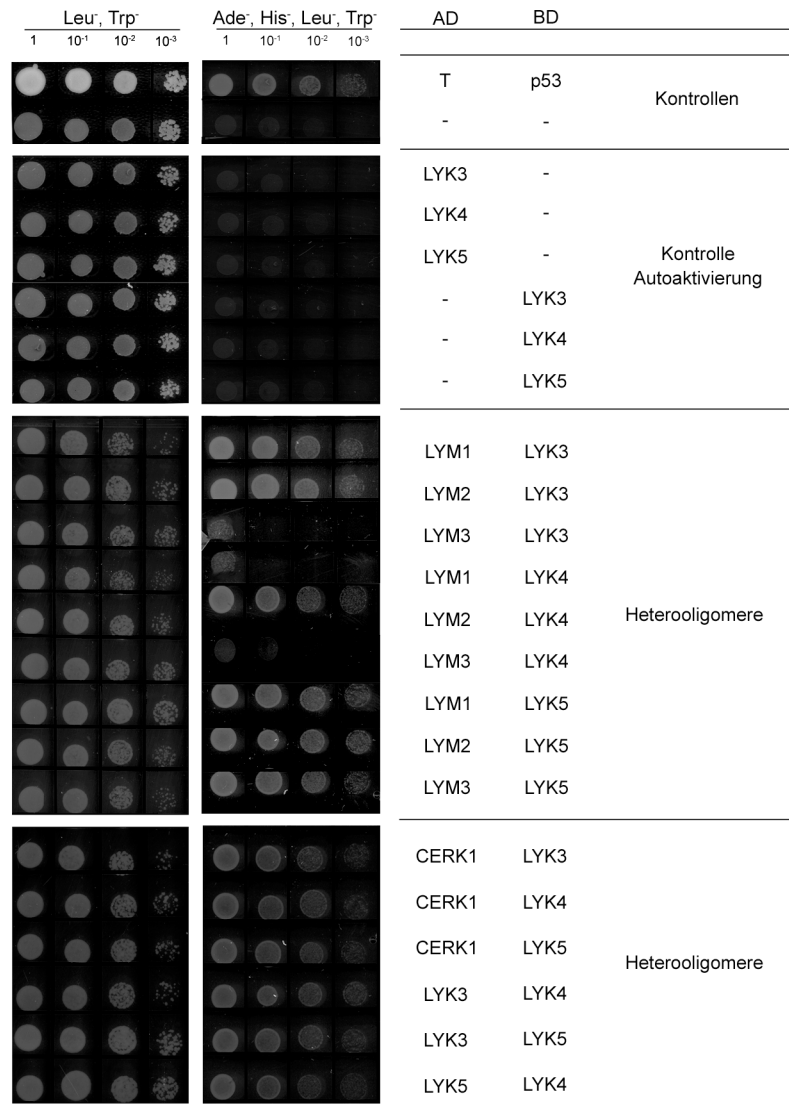 Leu⁻, Trp⁻ Ade⁻, His⁻, Leu⁻, Trp⁻ AD BD
1 10⁻¹ 10⁻² 10⁻³ 1 10⁻¹ 10⁻² 10⁻³
T p53
Kontrollen
- -
LYK3 -
LYK4 -
LYK5 -
Kontrolle
Autoaktivierung
- LYK3
- LYK4
- LYK5
LYM1 LYK3
LYM2 LYK3
LYM3 LYK3
LYM1 LYK4
LYM2 LYK4 Heterooligomere
LYM3 LYK4
LYM1 LYK5
LYM2 LYK5
LYM3 LYK5
CERK1 LYK3
CERK1 LYK4
CERK1 LYK5
Heterooligomere
LYK3 LYK4
LYK3 LYK5
LYK5 LYK4